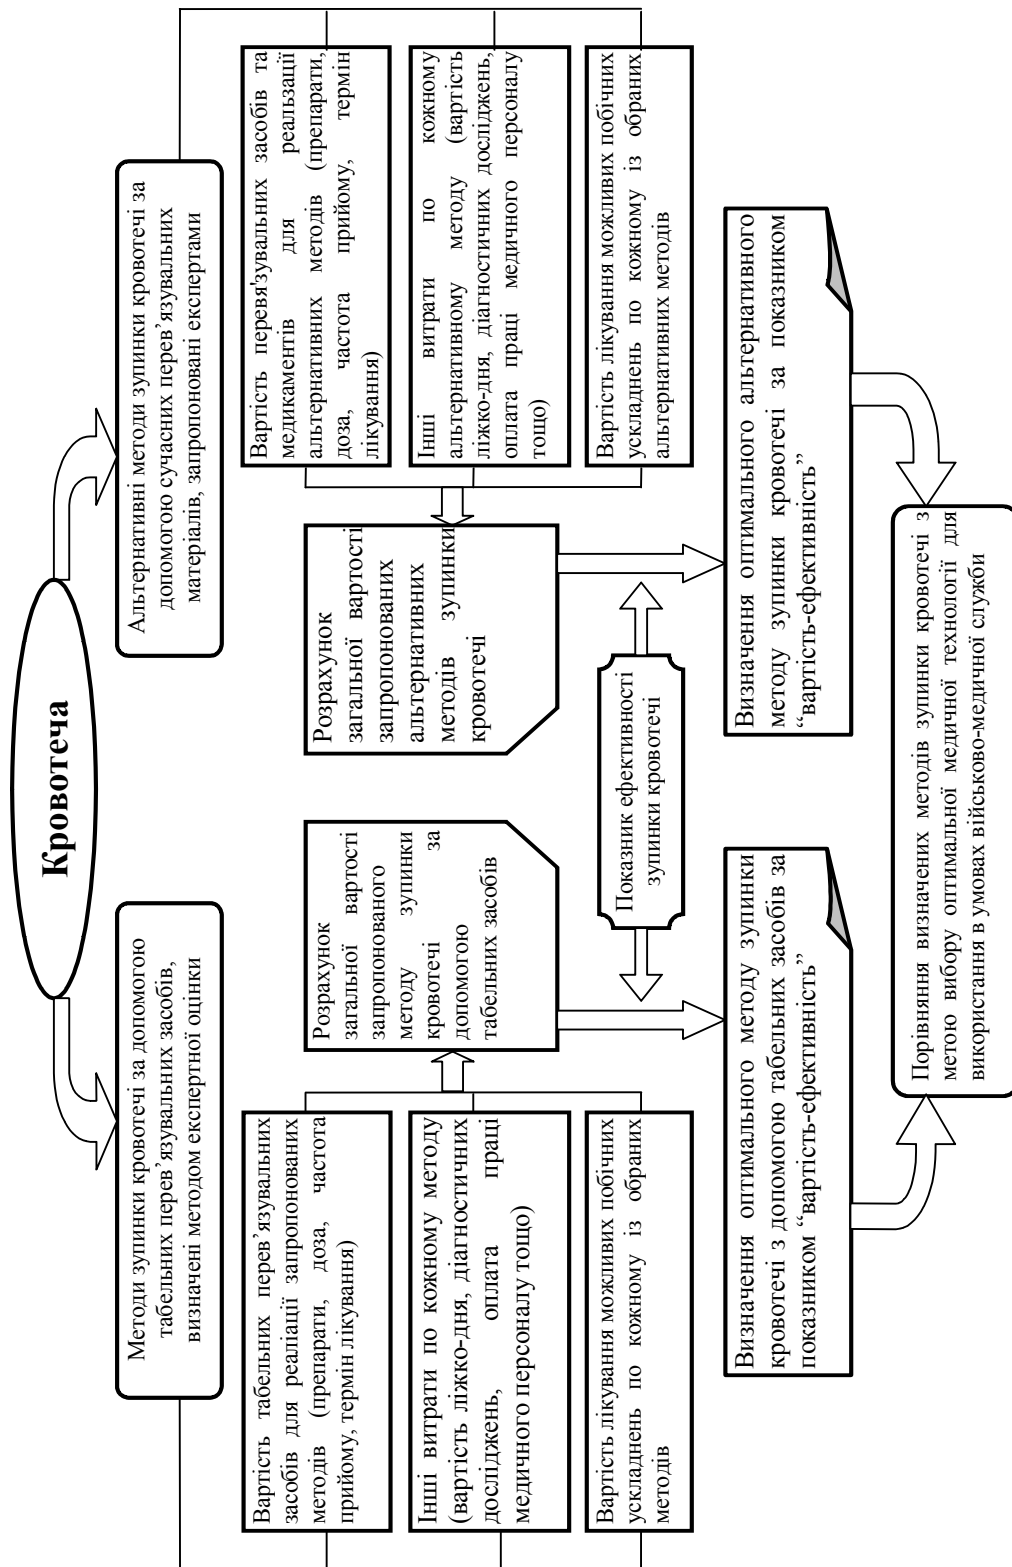 Кровотеча
Методи зупинки кровотечі за допомогою
табельних перев’язувальних засобів,
визначені методом експертної оцінки
Альтернативні методи зупинки кровотечі за
допомогою сучасних перев’язувальних
матеріалів, запропоновані експертами
Вартість табельних перев’язувальних
засобів для реаліації запропонованих
методів (препарати, доза, частота
прийому, термін лікування)
Інші витрати по кожному методу
(вартість ліжко-дня, діагностичних
досліджень, оплата праці
медичного персоналу тощо)
Вартість лікування можливих побічних
ускладнень по кожному із обраних
методів
Розрахунок
загальної вартості
запропонованого
методу зупинки
кровотечі за
допомогою
табельних засобів
Розрахунок
загальної вартості
запропонованих
альтернативних
методів зупинки
кровотечі
Вартість перевя'зувальних засобів та
медикаментів для реальзації
альтернативних методів (препарати,
доза, частота прийому, термін
лікування)
Інші витрати по кожному
альтернативному методу (вартість
ліжко-дня, діагностичних досліджень,
оплата праці медичного персоналу
тощо)
Вартість лікування можливих побічних
ускладнень по кожному із обраних
альтернативних методів
Показник ефективності
зупинки кровотечі
Визначення оптимального методу зупинки
кровотечі з допомогою табельних засобів за
показником “вартість-ефективність”
Визначення оптимального альтернативного
методу зупинки кровотечі за показником
“вартість-ефективність”
Порівняння визначених методів зупинки кровотечі з
метою вибору оптимальної медичної технології для
використання в умовах військово-медичної служби